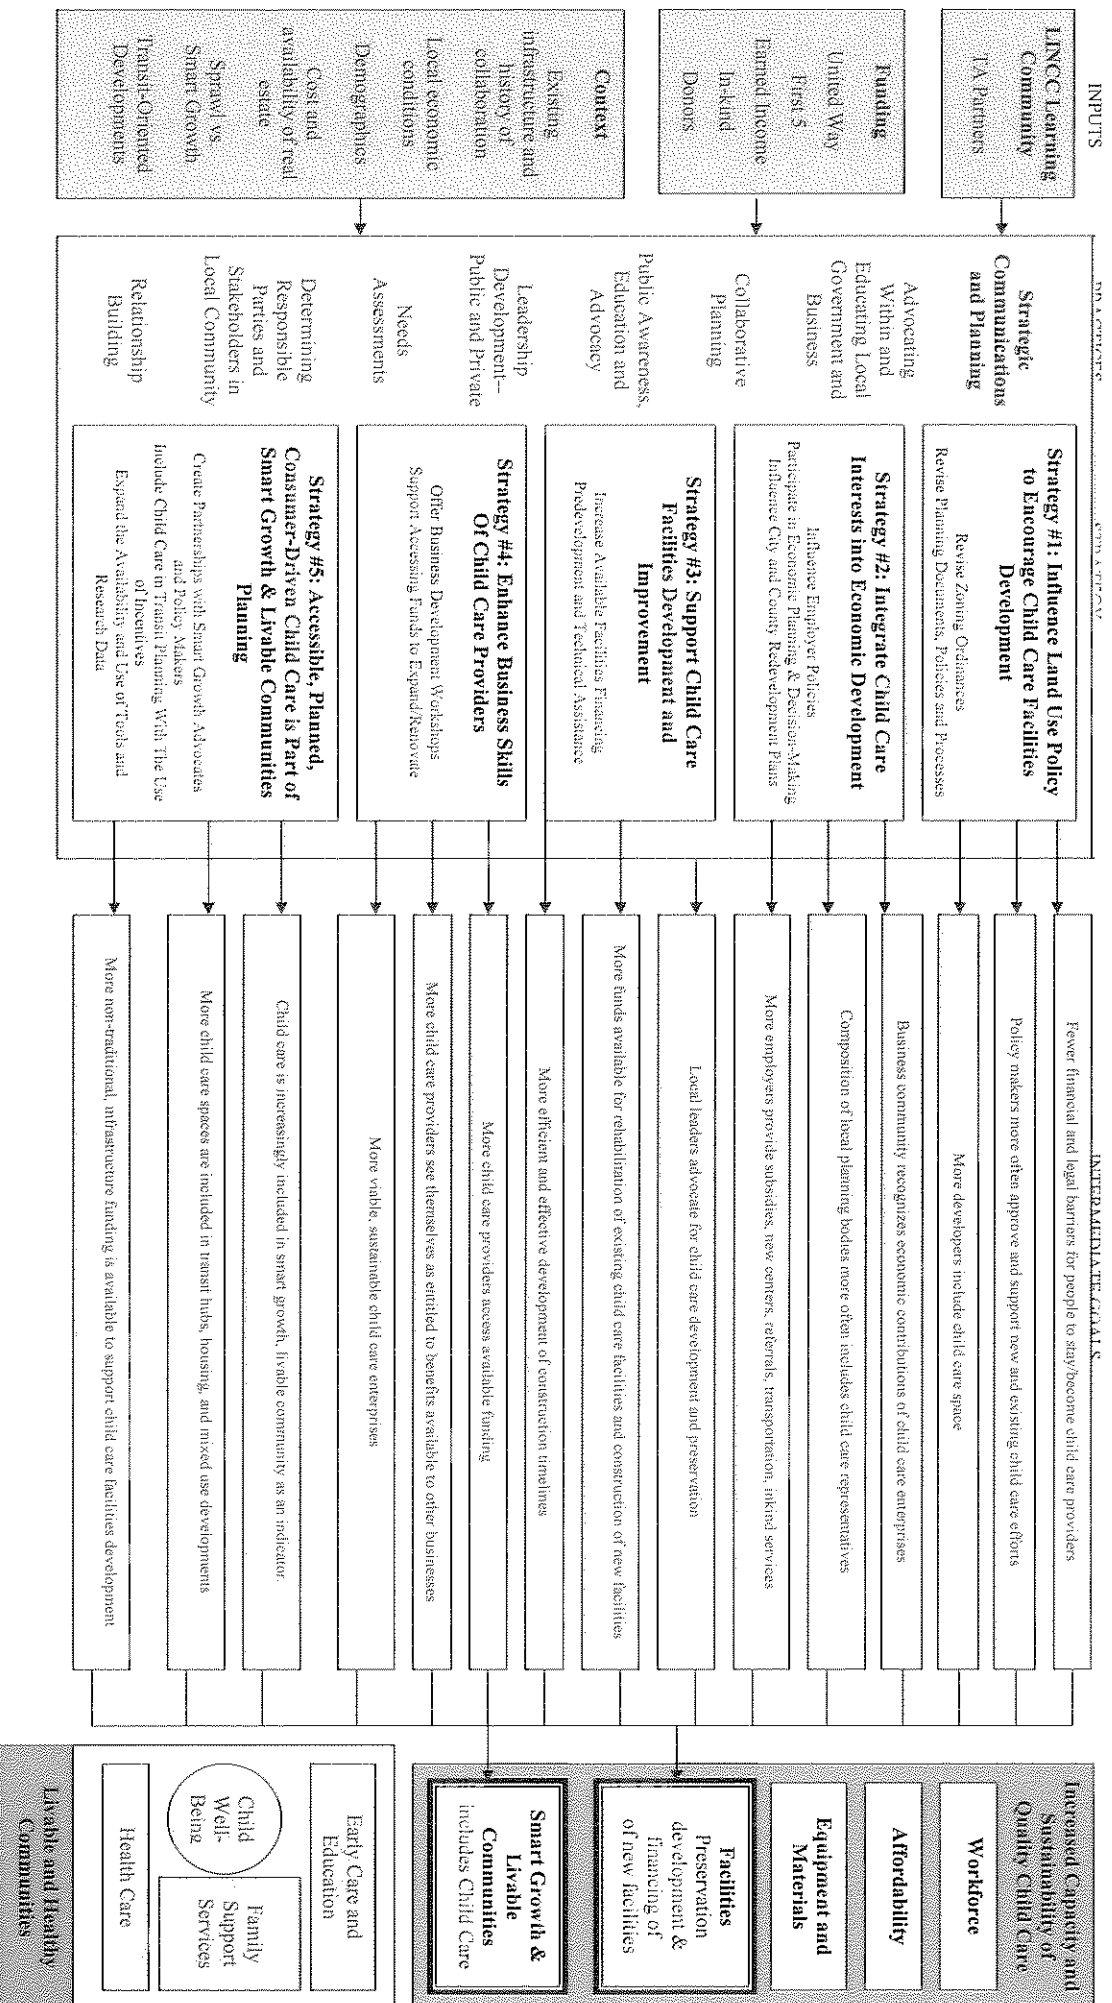 INPUTS
LINCC Learning
Community
TA Partners
Funding
United Way
First 5
Earned Income
In-kind
Donors
Context
Existing
infrastructure and
history of
collaboration
Local economic
conditions
Demographics
Cost and
availability of real
estate
Sprawl vs.
Smart Growth
Transit-Oriented
Developments
PRACTICES
Strategic
Communications
and Planning
Advocating
Within and
Educating Local
Government and
Business
Collaborative
Planning
Public Awareness,
Education and
Advocacy
Leadership
Development–
Public and Private
Needs
Assessments
Determining
Responsible
Parties and
Stakeholders in
Local Community
Relationship
Building
STRATEGY
Strategy #1: Influence Land Use Policy
to Encourage Child Care Facilities
Development
Revise Zoning Ordinances
Revise Planning Documents, Policies and Processes
Strategy #2: Integrate Child Care
Interests into Economic Development
Influence Employer Policies
Participate in Economic Planning & Decision-Making
Influence City and County Redevelopment Plans
Strategy #3: Support Child Care
Facilities Development and
Improvement
Increase Available Facilities Financing
Predevelopment and Technical Assistance
Strategy #4: Enhance Business Skills
Of Child Care Providers
Offer Business Development Workshops
Support Accessing Funds to Expand/Renovate
Strategy #5: Accessible, Planned,
Consumer-Driven Child Care is Part of
Smart Growth & Livable Communities
Planning
Create Partnerships with Smart Growth Advocates
and Policy Makers
Include Child Care in Transit Planning With The Use
of Incentives
Expand the Availability and Use of Tools and
Research Data
INTERMEDIATE GOALS
Fewer financial and legal barriers for people to stay/become child care providers
Policy makers more often approve and support new and existing child care efforts
More developers include child care space
Business community recognizes economic contributions of child care enterprises
Composition of local planning bodies more often includes child care representatives
More employers provide subsidies, new centers, referrals, transportation, inkind services
Local leaders advocate for child care development and preservation
More funds available for rehabilitation of existing child care facilities and construction of new facilities
More efficient and effective development of construction timelines
More child care providers access available funding
More child care providers see themselves as entitled to benefits available to other businesses
More viable, sustainable child care enterprises
Child care is increasingly included in smart growth, livable community as an indicator.
More child care spaces are included in transit hubs, housing, and mixed use developments
More non-traditional, infrastructure funding is available to support child care facilities development
Increased Capacity and
Sustainability of
Quality Child Care
Workforce
Affordability
Equipment and
Materials
Facilities
Preservation
development &
financing of
of new facilities
Smart Growth &
Livable
Communities
includes Child Care
Early Care and
Education
Child
Well-
Being
Family
Support
Services
Health Care
Livable and Healthy
Communities